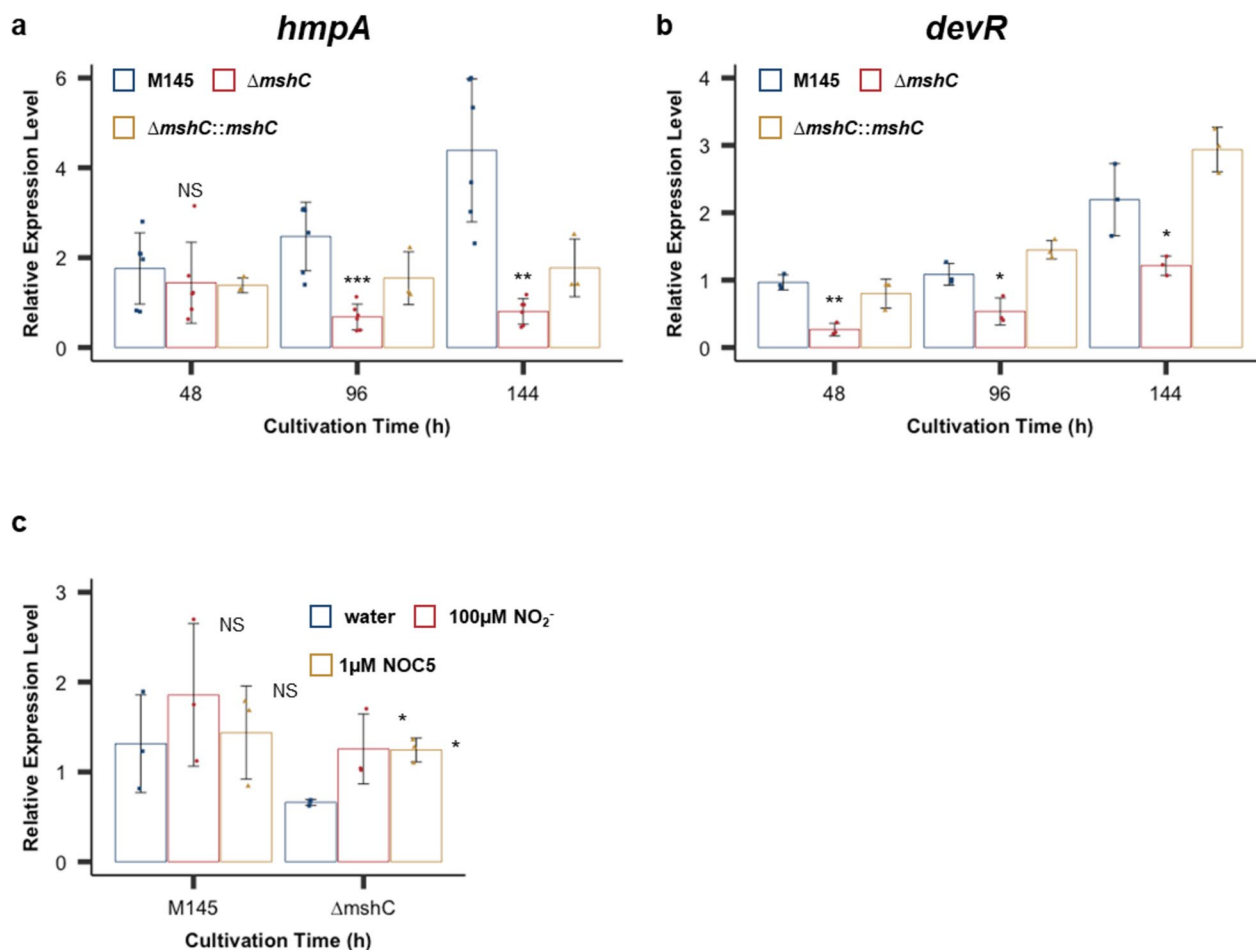 a
hmpA
M145
ΔmshC
ΔmshC::mshC
Relative Expression Level
6
4
2
0
NS
***
**
48
96
144
Cultivation Time (h)
b
devR
M145
ΔmshC
ΔmshC::mshC
Relative Expression Level
4
3
2
1
0
**
*
*
48
96
144
Cultivation Time (h)
c
water
100µM NO₂⁻
1µM NOC5
Relative Expression Level
3
2
1
0
NS
NS
*
*
M145
ΔmshC
Cultivation Time (h)